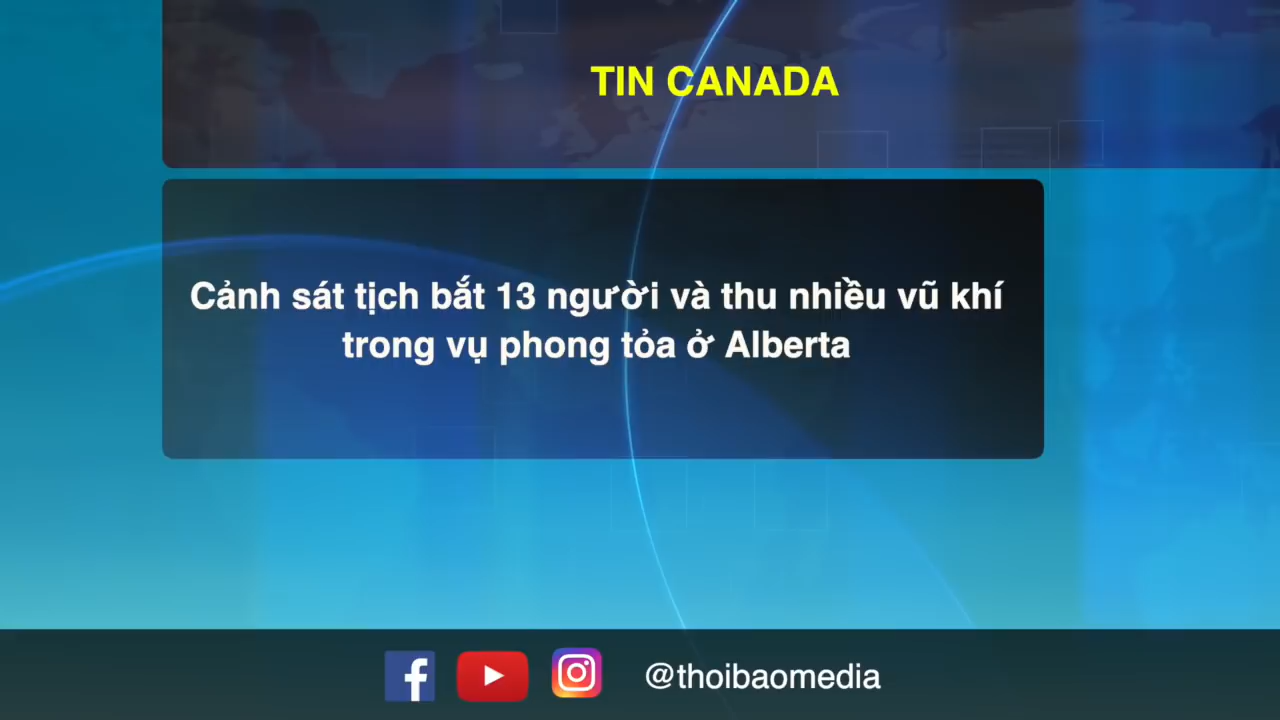 TIN CANADA
Cảnh sát tịch bắt 13 người và thu nhiều vũ khí
trong vụ phong tỏa ở Alberta
@thoibaomedia